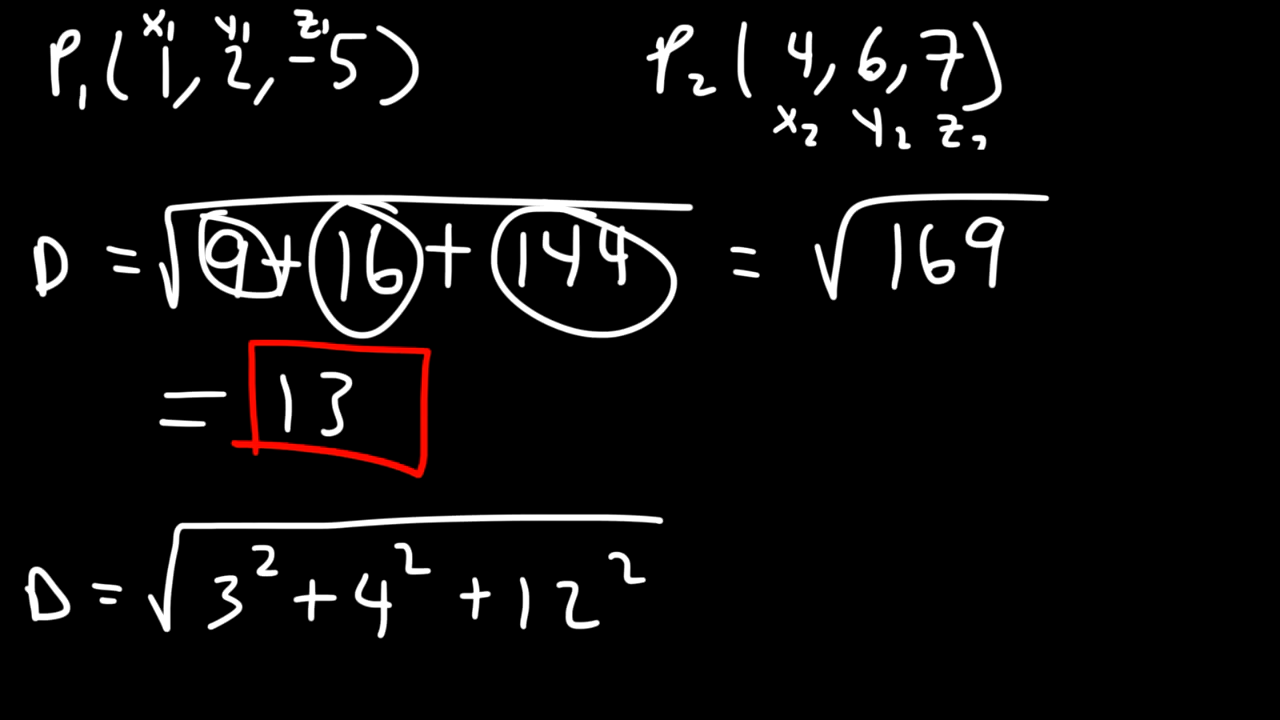 x₁ y₁ z₁
P₁(1, 2, -5) P₂(4, 6, 7)
x₂ y₂ z₂
D = √(9 + 16 + 144) = √169
= 13
D = √(3² + 4² + 12²)